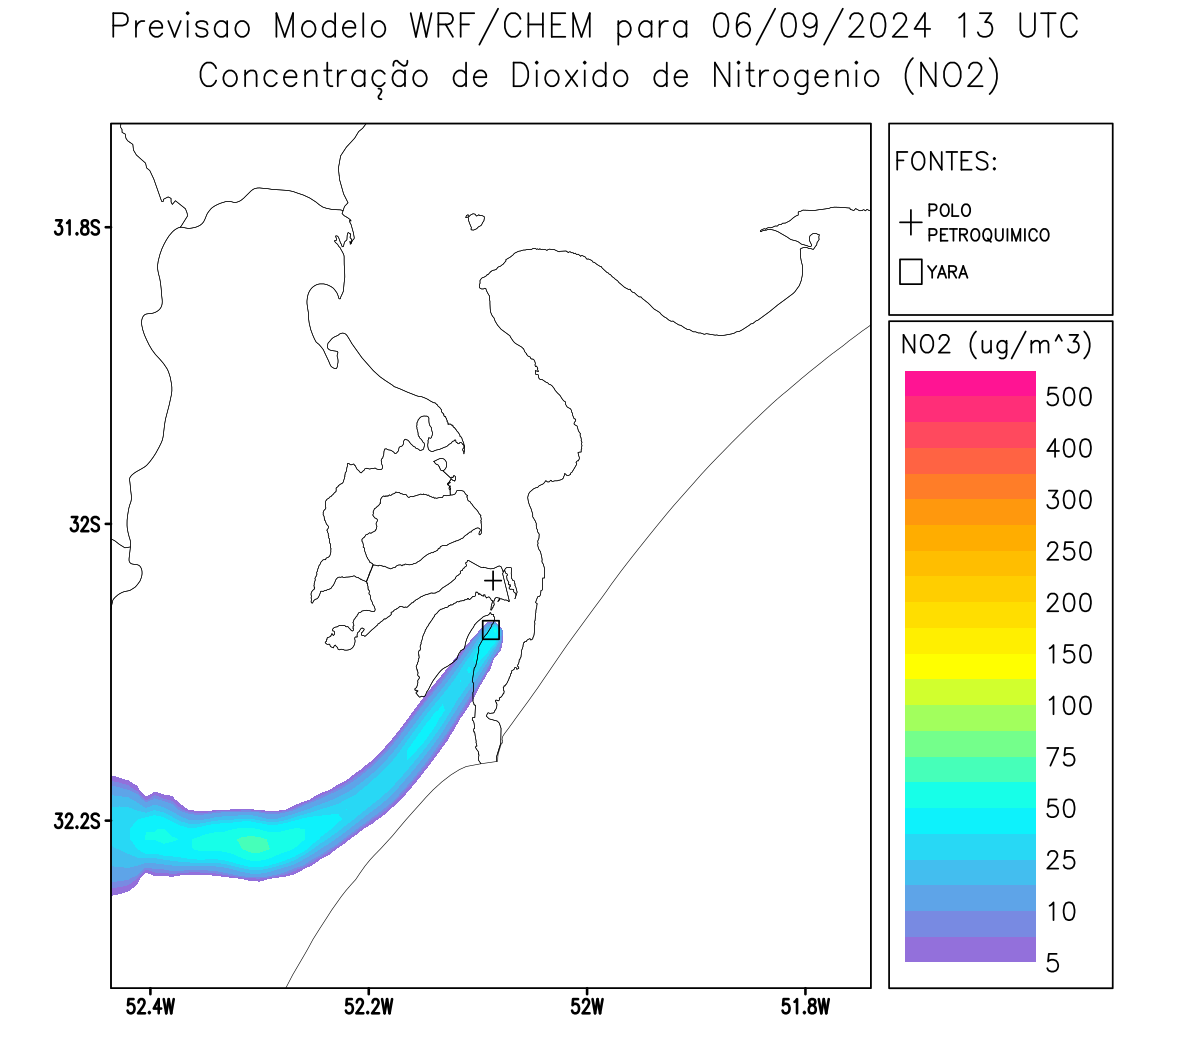 Previsao Modelo WRF/CHEM para 06/09/2024 13 UTC
Concentração de Dioxido de Nitrogenio (NO2)
FONTES:
POLO
PETROQUIMICO
YARA
NO2 (ug/m^3)
500
400
300
250
200
150
100
75
50
25
10
5
31.8S
32S
32.2S
52.4W
52.2W
52W
51.8W